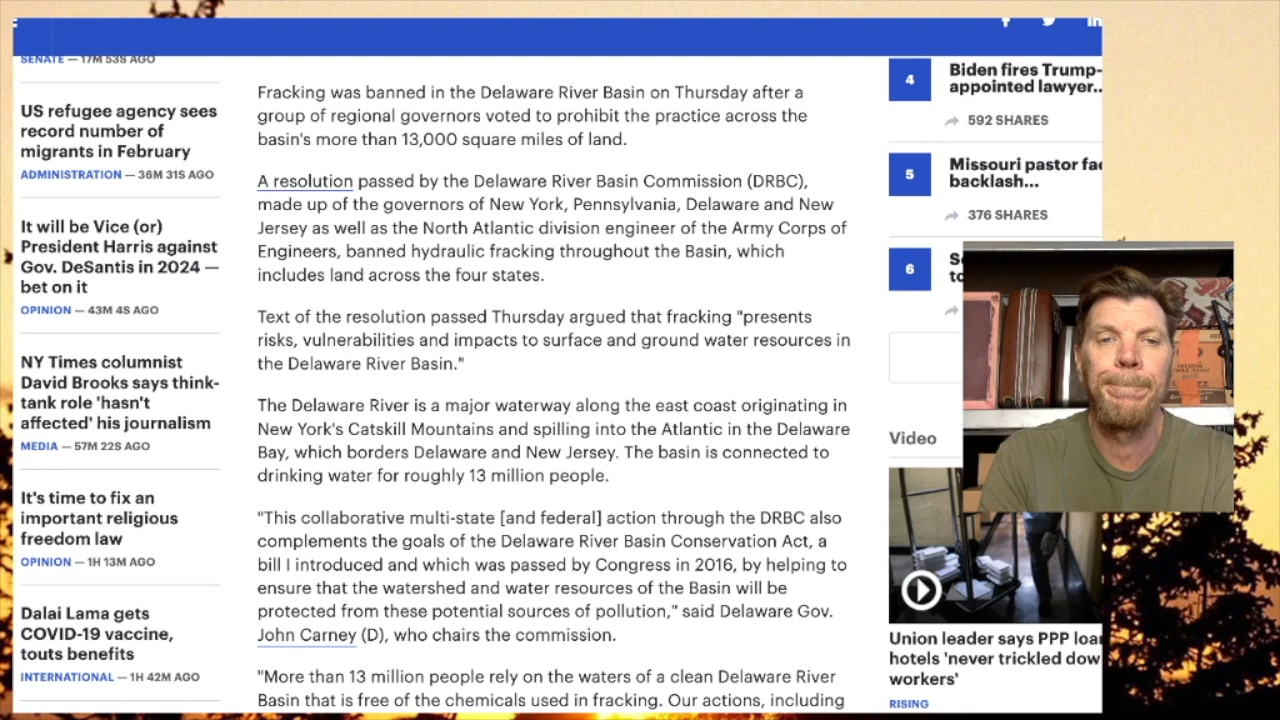 SENATE — 17M 53S AGO
US refugee agency sees
record number of
migrants in February
ADMINISTRATION — 36M 31S AGO
It will be Vice (or)
President Harris against
Gov. DeSantis in 2024 —
bet on it
OPINION — 43M 4S AGO
NY Times columnist
David Brooks says think-
tank role 'hasn't
affected' his journalism
MEDIA — 57M 22S AGO
It's time to fix an
important religious
freedom law
OPINION — 1H 13M AGO
Dalai Lama gets
COVID-19 vaccine,
touts benefits
INTERNATIONAL — 1H 42M AGO
Fracking was banned in the Delaware River Basin on Thursday after a
group of regional governors voted to prohibit the practice across the
basin's more than 13,000 square miles of land.
A resolution passed by the Delaware River Basin Commission (DRBC),
made up of the governors of New York, Pennsylvania, Delaware and New
Jersey as well as the North Atlantic division engineer of the Army Corps of
Engineers, banned hydraulic fracking throughout the Basin, which
includes land across the four states.
Text of the resolution passed Thursday argued that fracking "presents
risks, vulnerabilities and impacts to surface and ground water resources in
the Delaware River Basin."
The Delaware River is a major waterway along the east coast originating in
New York's Catskill Mountains and spilling into the Atlantic in the Delaware
Bay, which borders Delaware and New Jersey. The basin is connected to
drinking water for roughly 13 million people.
"This collaborative multi-state [and federal] action through the DRBC also
complements the goals of the Delaware River Basin Conservation Act, a
bill I introduced and which was passed by Congress in 2016, by helping to
ensure that the watershed and water resources of the Basin will be
protected from these potential sources of pollution," said Delaware Gov.
John Carney (D), who chairs the commission.
"More than 13 million people rely on the waters of a clean Delaware River
Basin that is free of the chemicals used in fracking. Our actions, including
4
Biden fires Trump-
appointed lawyer..
592 SHARES
5
Missouri pastor fac
backlash...
376 SHARES
6
to
Video
Union leader says PPP loa
hotels 'never trickled dow
workers'
RISING